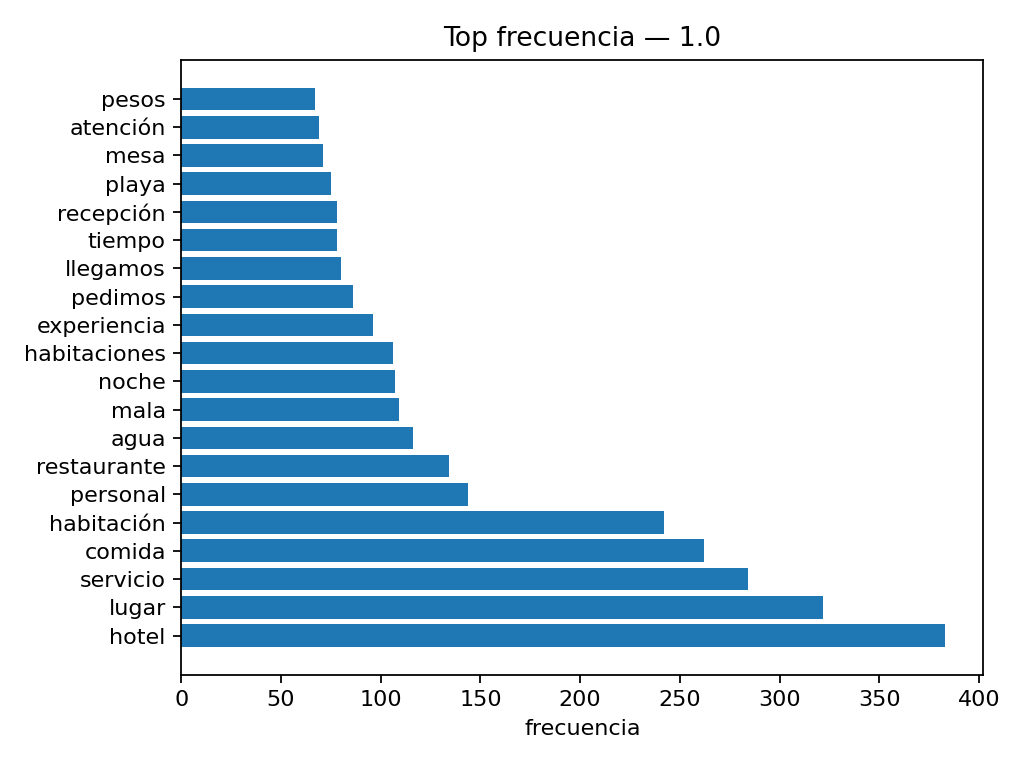 Top frecuencia — 1.0
pesos
atención
mesa
playa
recepción
tiempo
llegamos
pedimos
experiencia
habitaciones
noche
mala
agua
restaurante
personal
habitación
comida
servicio
lugar
hotel
0 50 100 150 200 250 300 350 400
frecuencia